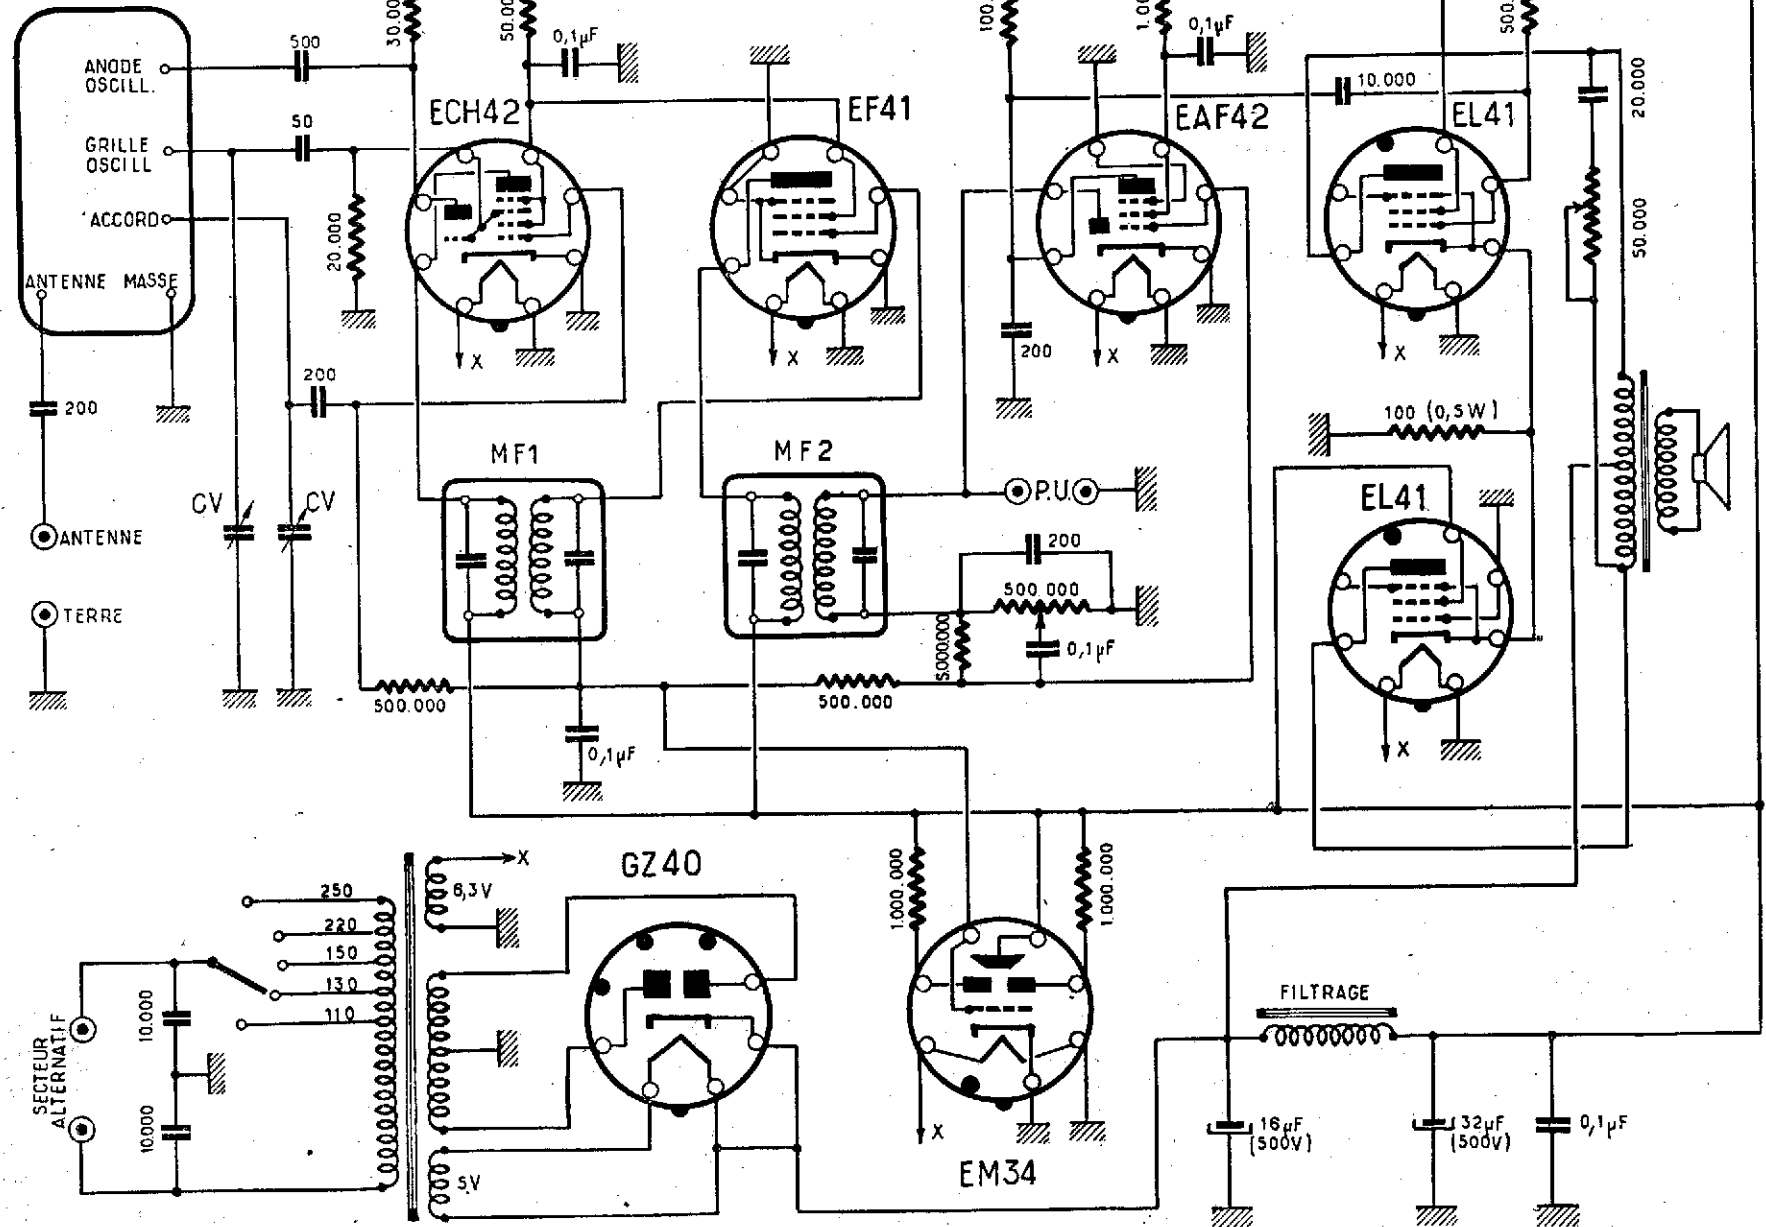 30.00
50.00
0,1µF
100.
1.00
0,1µF
500.
ANODE
OSCILL.
500
ECH42
EF41
EAF42
10.000
EL41
20.000
GRILLE
OSCILL
50
ACCORD
20.000
50.000
ANTENNE MASSE
X
X
200
X
X
200
200
100 (0,5W)
MF1
MF2
P.U.
EL41
CV
CV
ANTENNE
200
500.000
TERRE
5.000.000
0,1µF
500.000
500.000
0,1µF
X
GZ40
X
6,3V
1.000.000
1.000.000
250
220
150
130
110
10.000
SECTEUR
ALTERNATIF
10.000
5V
X
EM34
FILTRAGE
16µF
(500V)
32µF
(500V)
0,1µF